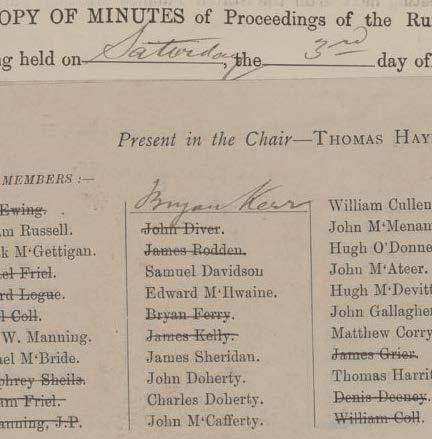 OPY OF MINUTES of Proceedings of the Ru
g held on Saturday, the 3rd day of
Present in the Chair—THOMAS HAY
MEMBERS :—
Ewing.
m Russell.
k M'Gettigan.
el Friel.
rd Logue.
l Coll.
W. Manning.
ael M'Bride.
phrey Sheils.
am Friel.
anning, J.P.
Bryan Kerr
John Diver.
James Rodden.
Samuel Davidson
Edward M'Ilwaine.
Bryan Ferry.
James Kelly.
James Sheridan.
John Doherty.
Charles Doherty.
John M'Cafferty.
William Cullen
John M'Menam
Hugh O'Donne
John M'Ateer.
Hugh M'Devitt
John Gallagher
Matthew Corry
James Grier.
Thomas Harrit
Denis Deeney.
William Coll.